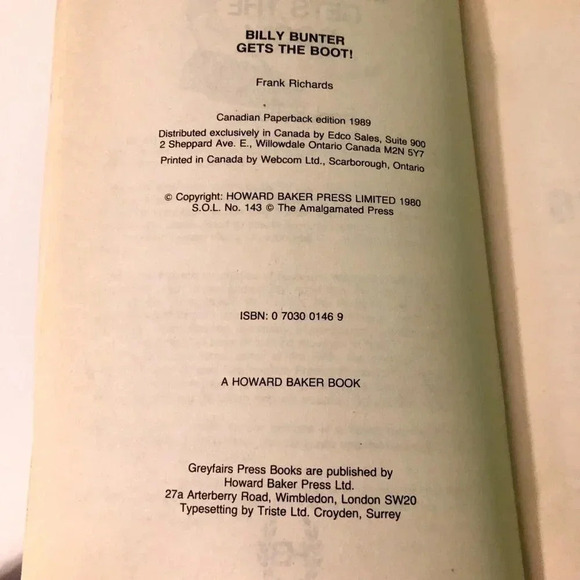 BILLY BUNTER
GETS THE BOOT!
Frank Richards
Canadian Paperback edition 1989
Distributed exclusively in Canada by Edco Sales, Suite 900
2 Sheppard Ave. E., Willowdale Ontario Canada M2N 5Y7
Printed in Canada by Webcom Ltd., Scarborough, Ontario
© Copyright: HOWARD BAKER PRESS LIMITED 1980
S.O.L. No. 143 © The Amalgamated Press
ISBN: 0 7030 0146 9
A HOWARD BAKER BOOK
Greyfairs Press Books are published by
Howard Baker Press Ltd.
27a Arterberry Road, Wimbledon, London SW20
Typesetting by Triste Ltd. Croyden, Surrey